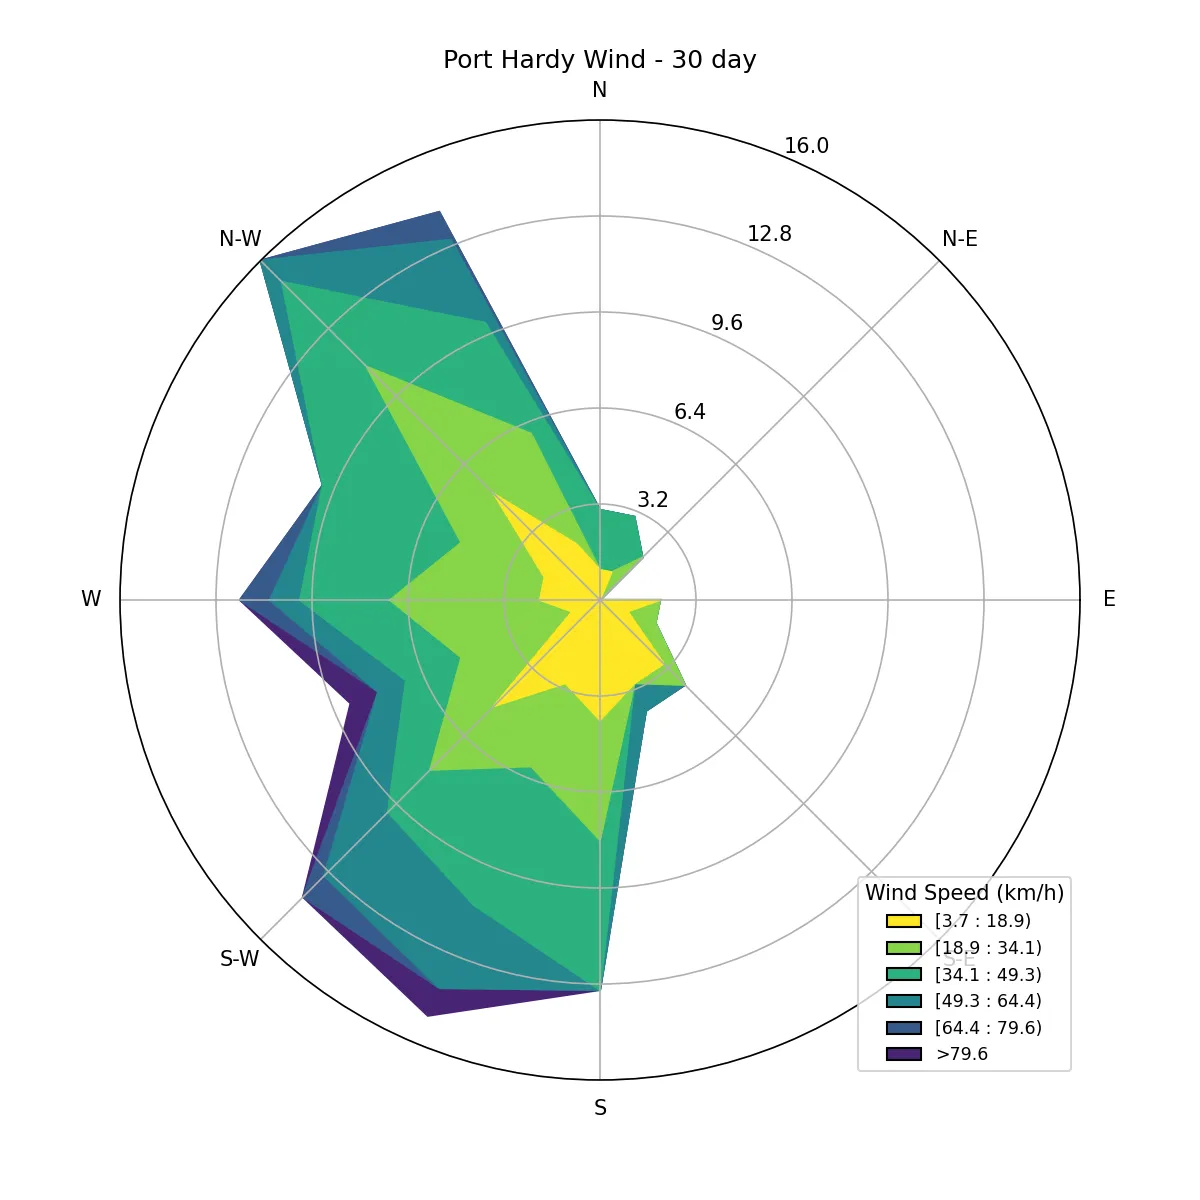 Port Hardy Wind - 30 day
N
16.0
12.8
N-W
N-E
9.6
6.4
3.2
W
E
S-W
S-E
S
Wind Speed (km/h)
[3.7 : 18.9)
[18.9 : 34.1)
[34.1 : 49.3)
[49.3 : 64.4)
[64.4 : 79.6)
>79.6